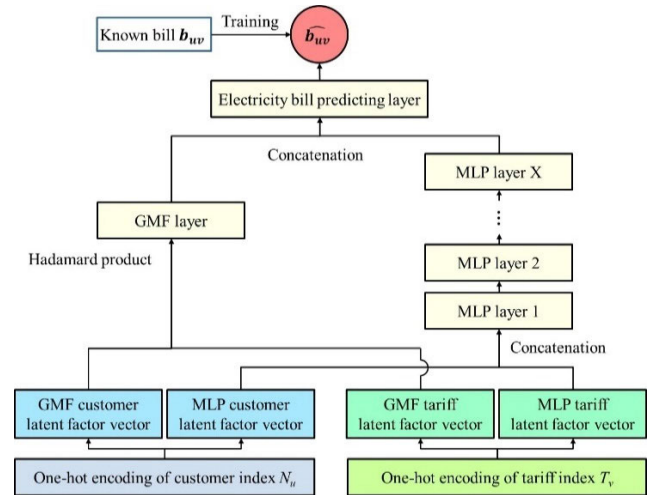 Known bill b_uv
Training
b̂_uv
Electricity bill predicting layer
Concatenation
MLP layer X
GMF layer
⋮
Hadamard product
MLP layer 2
MLP layer 1
Concatenation
GMF customer
latent factor vector
MLP customer
latent factor vector
GMF tariff
latent factor vector
MLP tariff
latent factor vector
One-hot encoding of customer index N_u
One-hot encoding of tariff index T_v